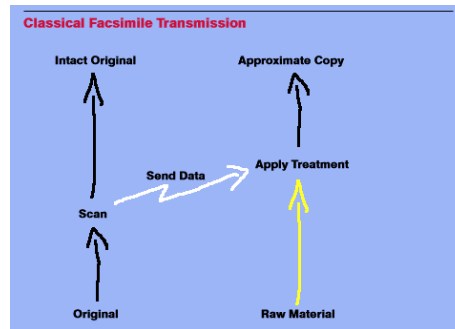 Classical Facsimile Transmission
Intact Original
Approximate Copy
Send Data
Apply Treatment
Scan
Original
Raw Material